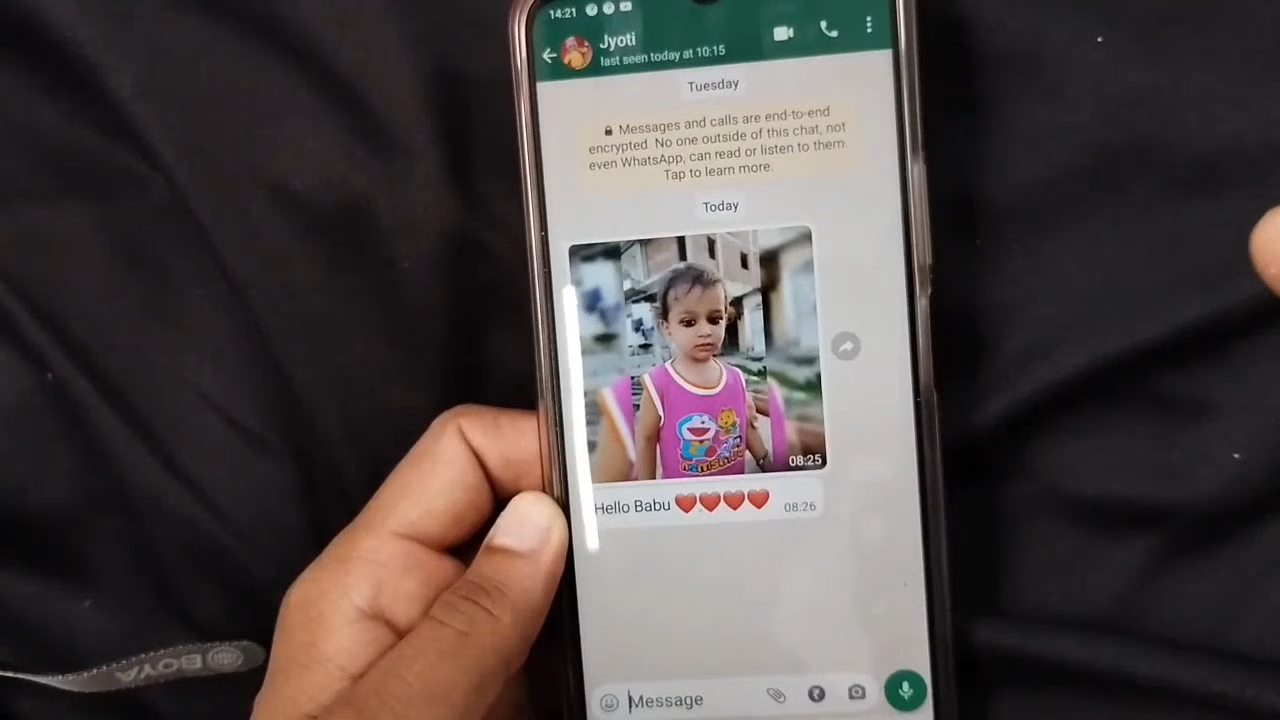 14:21
Jyoti
last seen today at 10:15
Tuesday
Messages and calls are end-to-end
encrypted. No one outside of this chat, not
even WhatsApp, can read or listen to them.
Tap to learn more.
Today
08:25
Hello Babu ❤️❤️❤️❤️ 08:26
Message
BOYA